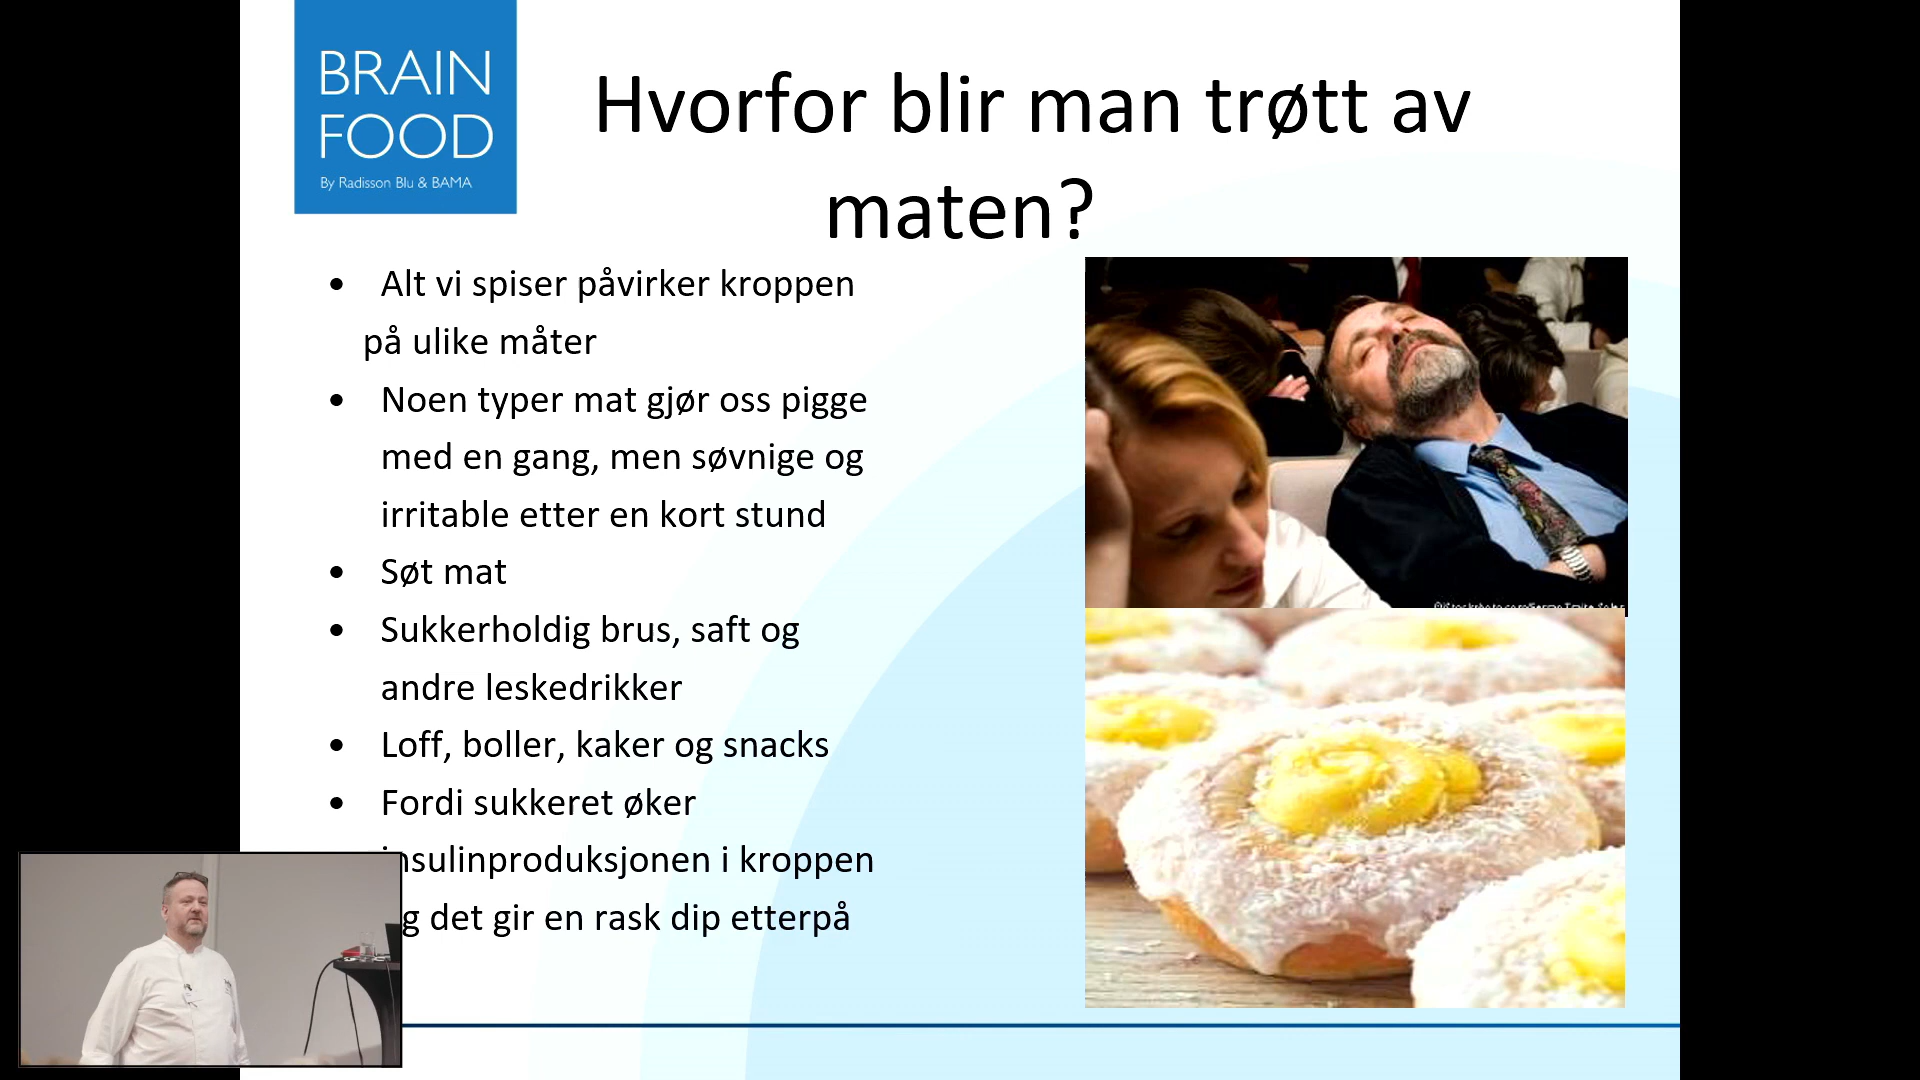 BRAIN
FOOD
By Radisson Blu & BAMA
Hvorfor blir man trøtt av
maten?
• Alt vi spiser påvirker kroppen
på ulike måter
• Noen typer mat gjør oss pigge
med en gang, men søvnige og
irritable etter en kort stund
• Søt mat
• Sukkerholdig brus, saft og
andre leskedrikker
• Loff, boller, kaker og snacks
• Fordi sukkeret øker
insulinproduksjonen i kroppen
g det gir en rask dip etterpå